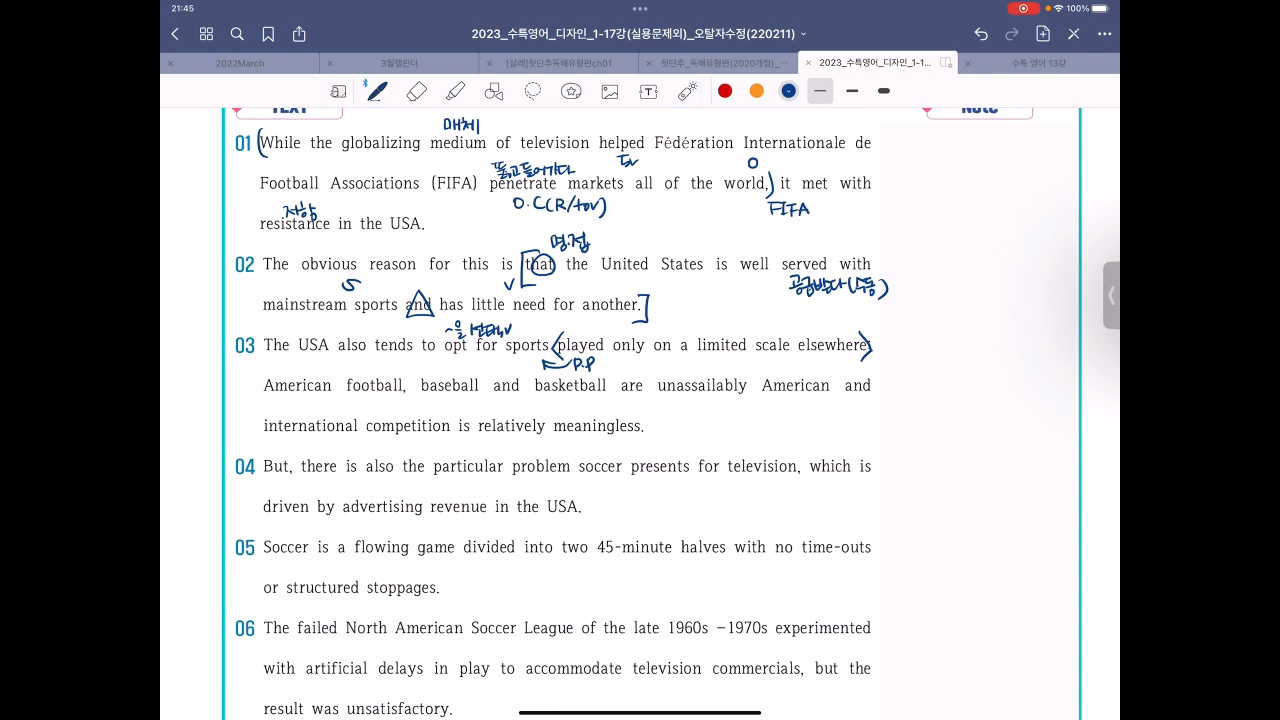 21:45
100%
2023_수특영어_디자인_1-17강(실용문제외)_오탈자수정(220211)
2022March
3월캘린더
[실례]첫단추독해유형편ch01
첫단추_독해유형편(2020개정)_...
2023_수특영어_디자인_1-1...
수특 영어 13강
TEXT
Note
매체
01 While the globalizing medium of television helped Fédération Internationale de
뚫고 들어가다
O
Football Associations (FIFA) penetrate markets all of the world, it met with
저항
O.C(R/tov)
FIFA
resistance in the USA.
명.접
02 The obvious reason for this is that the United States is well served with
S
V
공급받다(수동)
mainstream sports and has little need for another.
~을 선택, v
03 The USA also tends to opt for sports played only on a limited scale elsewhere;
P.P
American football, baseball and basketball are unassailably American and
international competition is relatively meaningless.
04 But, there is also the particular problem soccer presents for television, which is
driven by advertising revenue in the USA.
05 Soccer is a flowing game divided into two 45-minute halves with no time-outs
or structured stoppages.
06 The failed North American Soccer League of the late 1960s −1970s experimented
with artificial delays in play to accommodate television commercials, but the
result was unsatisfactory.